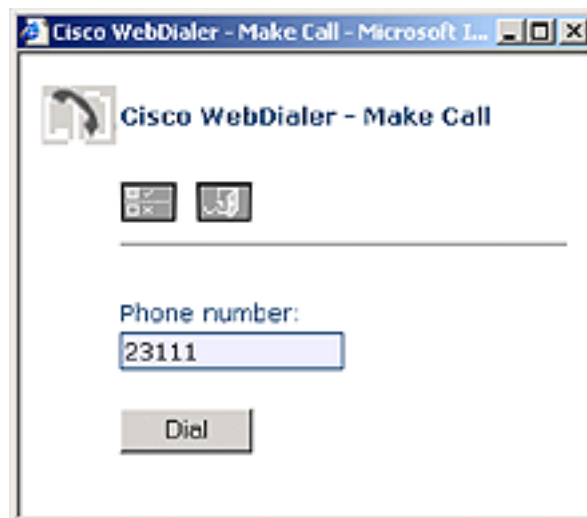 Cisco WebDialer - Make Call - Microsoft I...
Cisco WebDialer - Make Call
Phone number:
23111
Dial